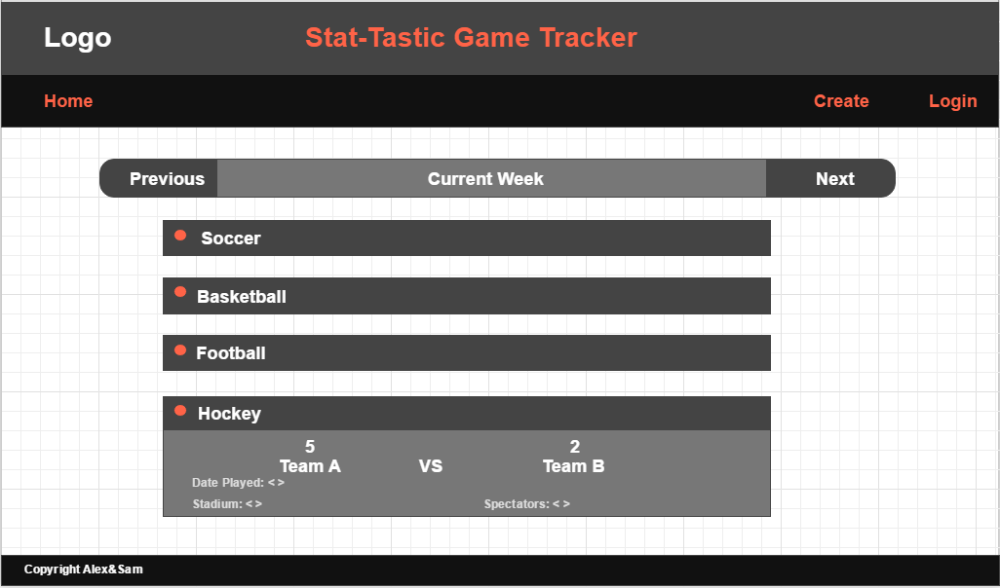 Logo
Stat-Tastic Game Tracker
Home
Create
Login
Previous
Current Week
Next
Soccer
Basketball
Football
Hockey
5
2
Team A
VS
Team B
Date Played: < >
Stadium: < >
Spectators: < >
Copyright Alex&Sam